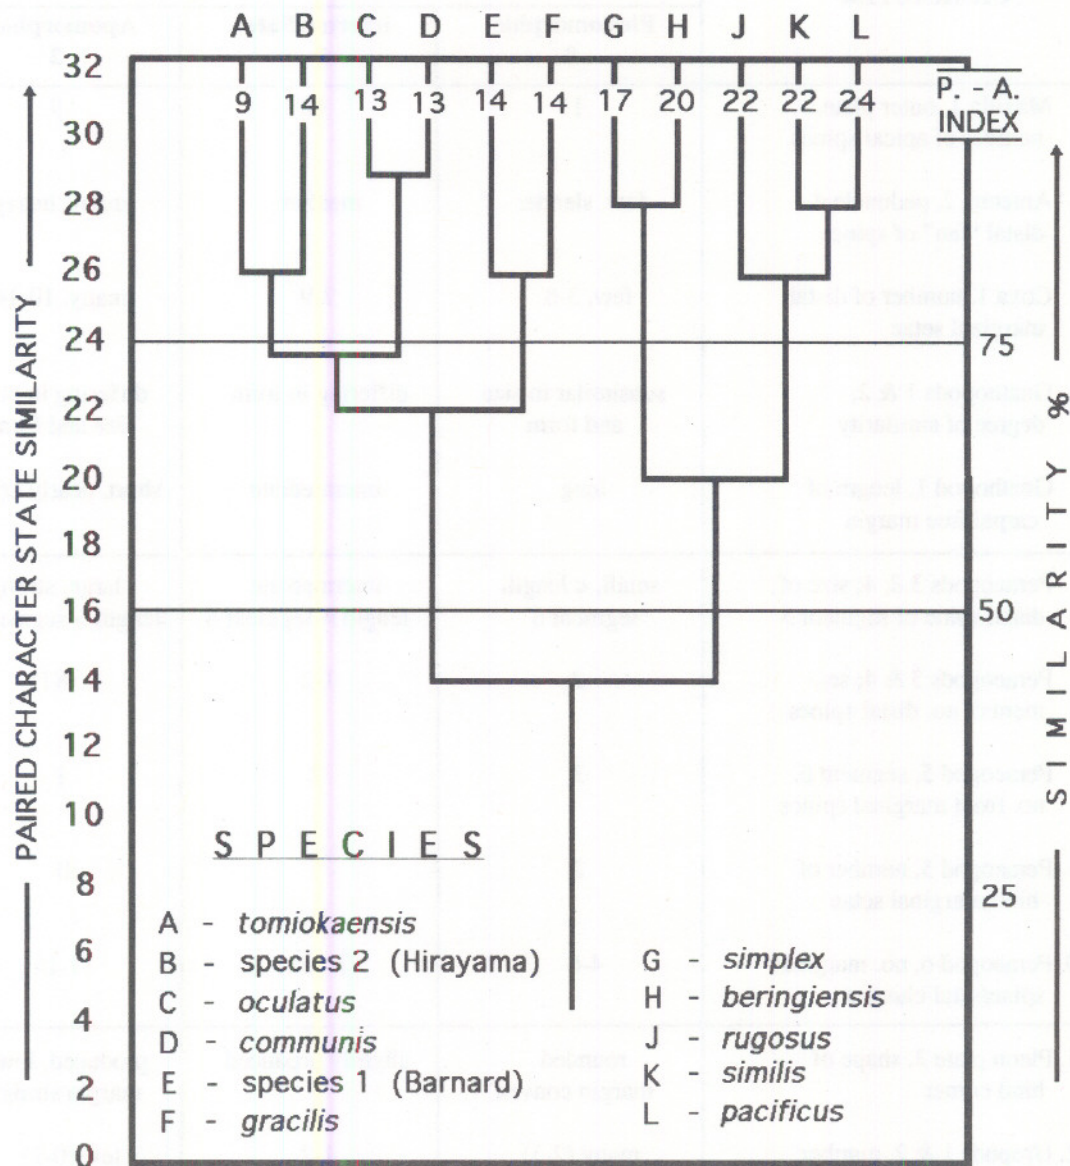 A B C D E F G H J K L
32
30
28
26
24
22
20
18
16
14
12
10
8
6
4
2
0
PAIRED CHARACTER STATE SIMILARITY
9 14 13 13 14 14 17 20 22 22 24
P. - A.
INDEX
75
50
25
SIMILARITY %
SPECIES
A - tomiokaensis
B - species 2 (Hirayama)
C - oculatus
D - communis
E - species 1 (Barnard)
F - gracilis
G - simplex
H - beringiensis
J - rugosus
K - similis
L - pacificus